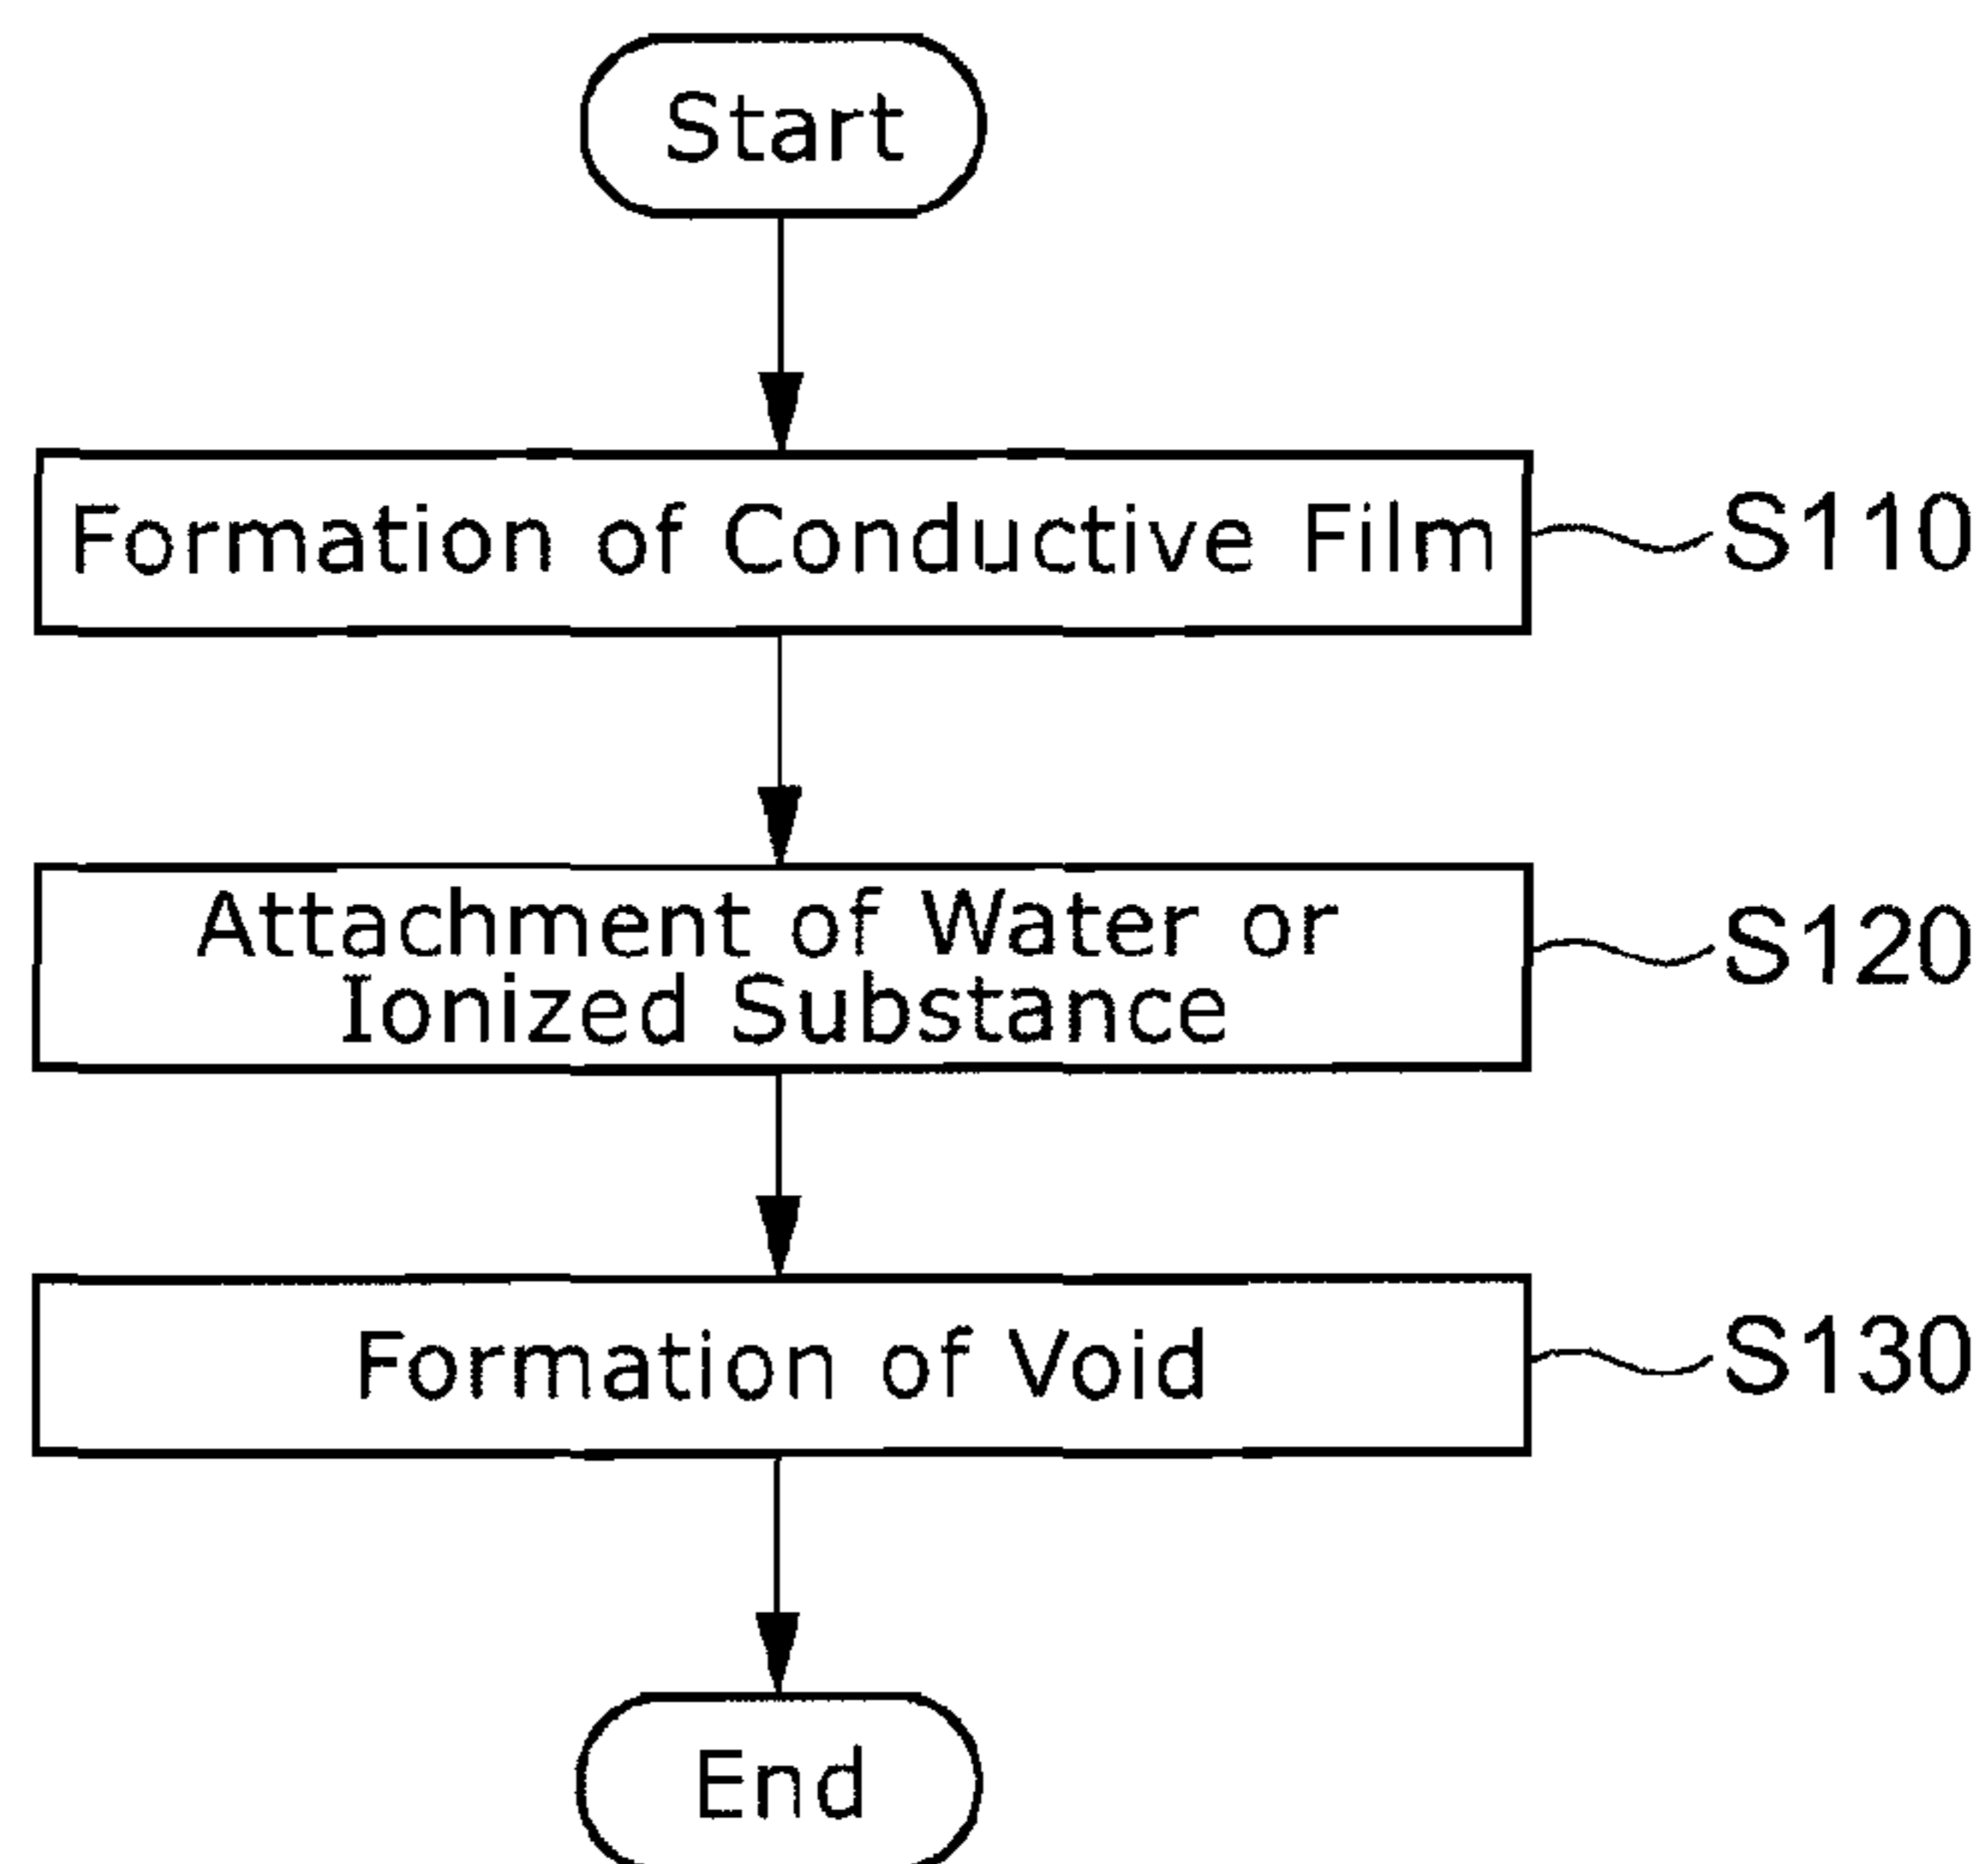 Start
Formation of Conductive Film
S110
Attachment of Water or
Ionized Substance
S120
Formation of Void
S130
End